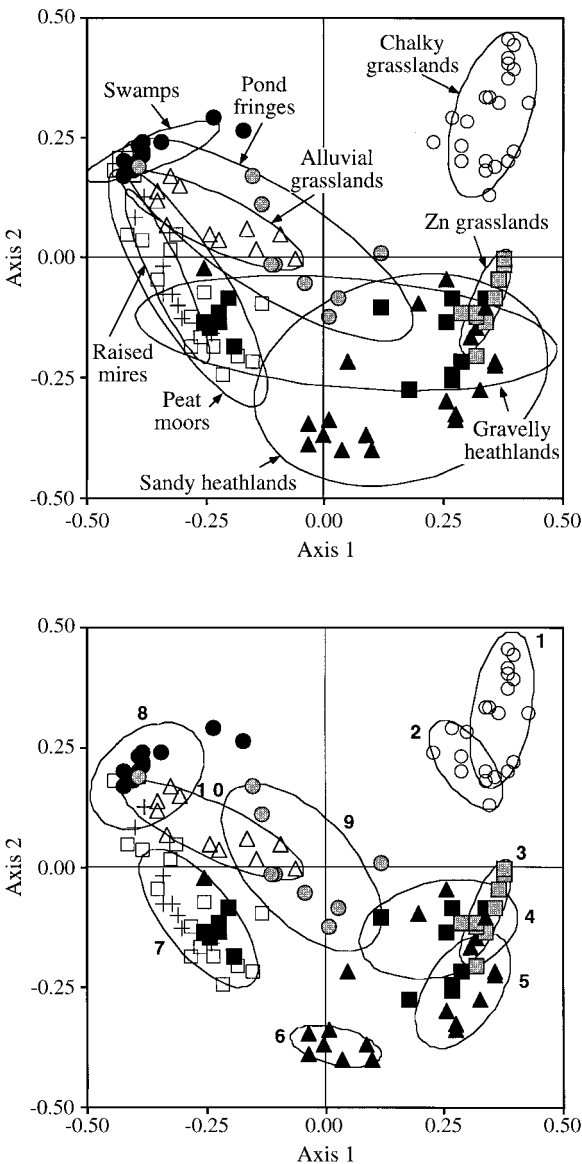 0.50
0.25
0.00
-0.25
-0.50
Axis 2
Swamps
Pond
fringes
Chalky
grasslands
Alluvial
grasslands
Zn grasslands
Raised
mires
Peat
moors
Gravelly
heathlands
Sandy heathlands
-0.50 -0.25 0.00 0.25 0.50
Axis 1
0.50
0.25
0.00
-0.25
-0.50
Axis 2
1
8
2
10
9
3
4
7
5
6
-0.50 -0.25 0.00 0.25 0.50
Axis 1